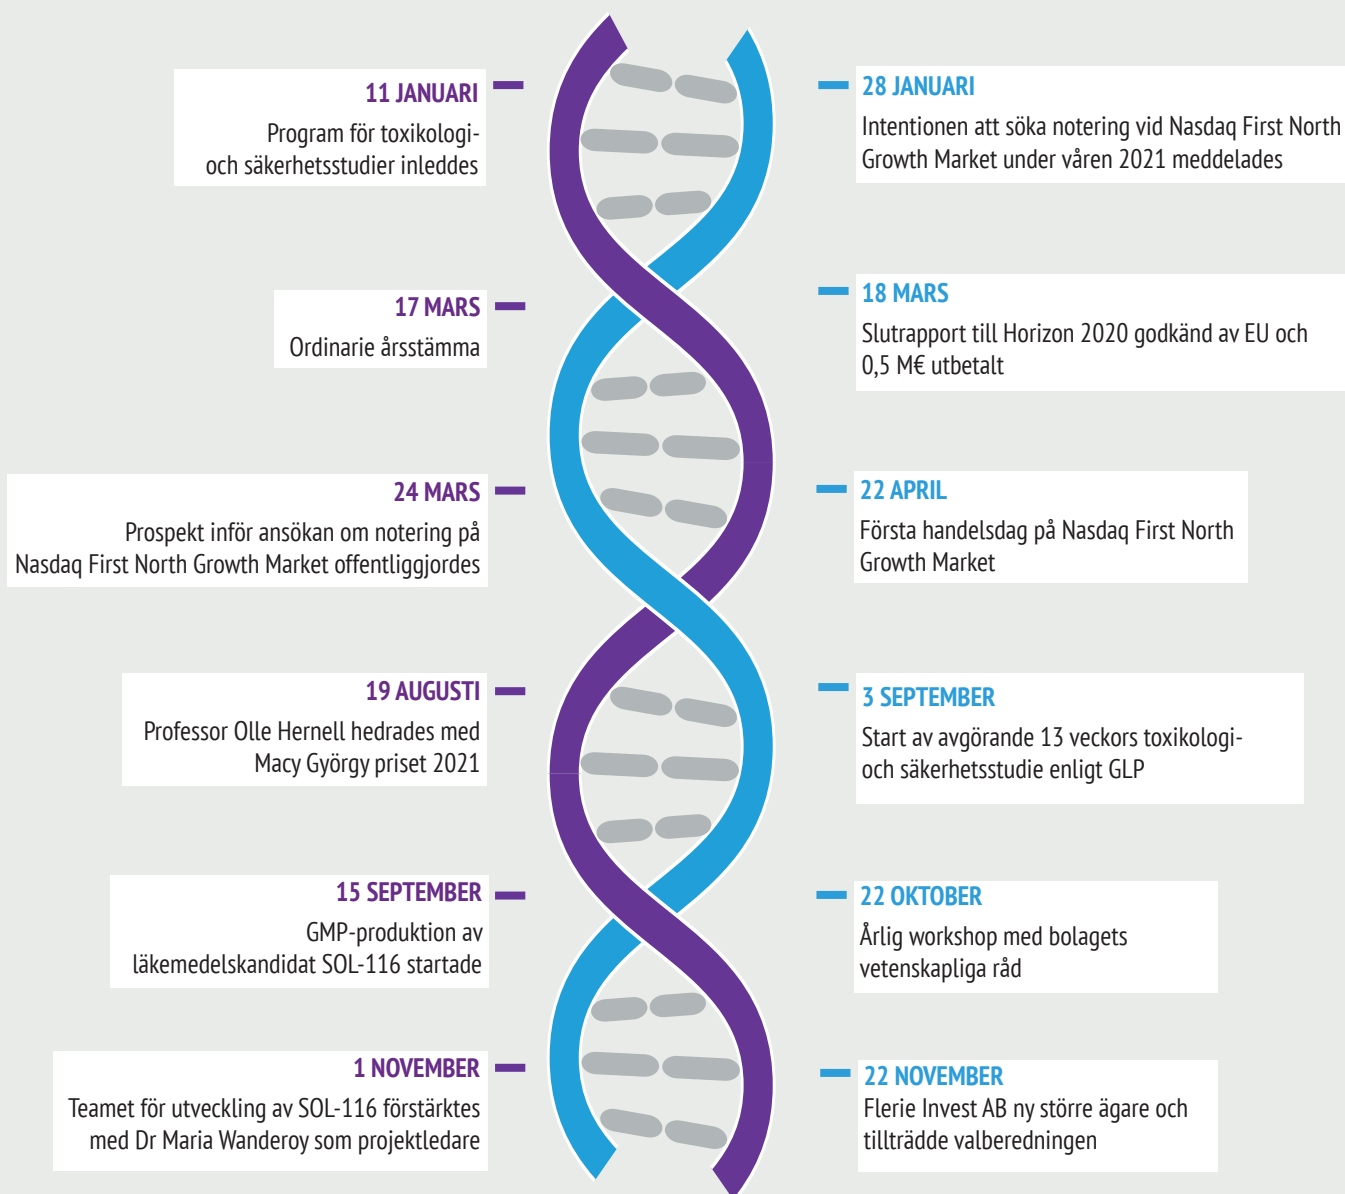 11 JANUARI
Program för toxikologi-
och säkerhetsstudier inleddes
28 JANUARI
Intentionen att söka notering vid Nasdaq First North
Growth Market under våren 2021 meddelades
17 MARS
Ordinarie årsstämma
18 MARS
Slutrapport till Horizon 2020 godkänd av EU och
0,5 M€ utbetalt
24 MARS
Prospekt inför ansökan om notering på
Nasdaq First North Growth Market offentliggjordes
22 APRIL
Första handelsdag på Nasdaq First North
Growth Market
19 AUGUSTI
Professor Olle Hernell hedrades med
Macy György priset 2021
3 SEPTEMBER
Start av avgörande 13 veckors toxikologi-
och säkerhetsstudie enligt GLP
15 SEPTEMBER
GMP-produktion av
läkemedelskandidat SOL-116 startade
22 OKTOBER
Årlig workshop med bolagets
vetenskapliga råd
1 NOVEMBER
Teamet för utveckling av SOL-116 förstärktes
med Dr Maria Wanderoy som projektledare
22 NOVEMBER
Flerie Invest AB ny större ägare och
tillträdde valberedningen